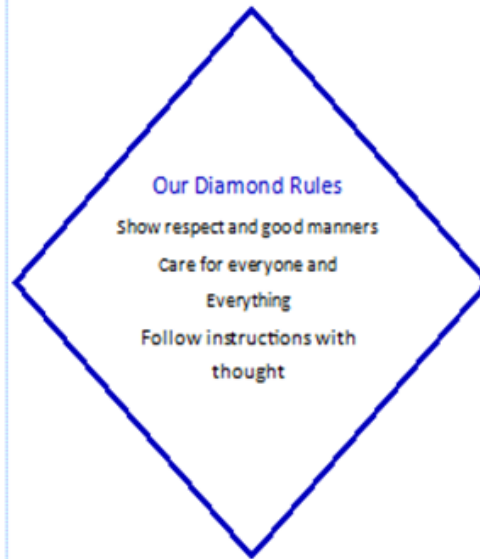 Our Diamond Rules
Show respect and good manners
Care for everyone and
Everything
Follow instructions with
thought